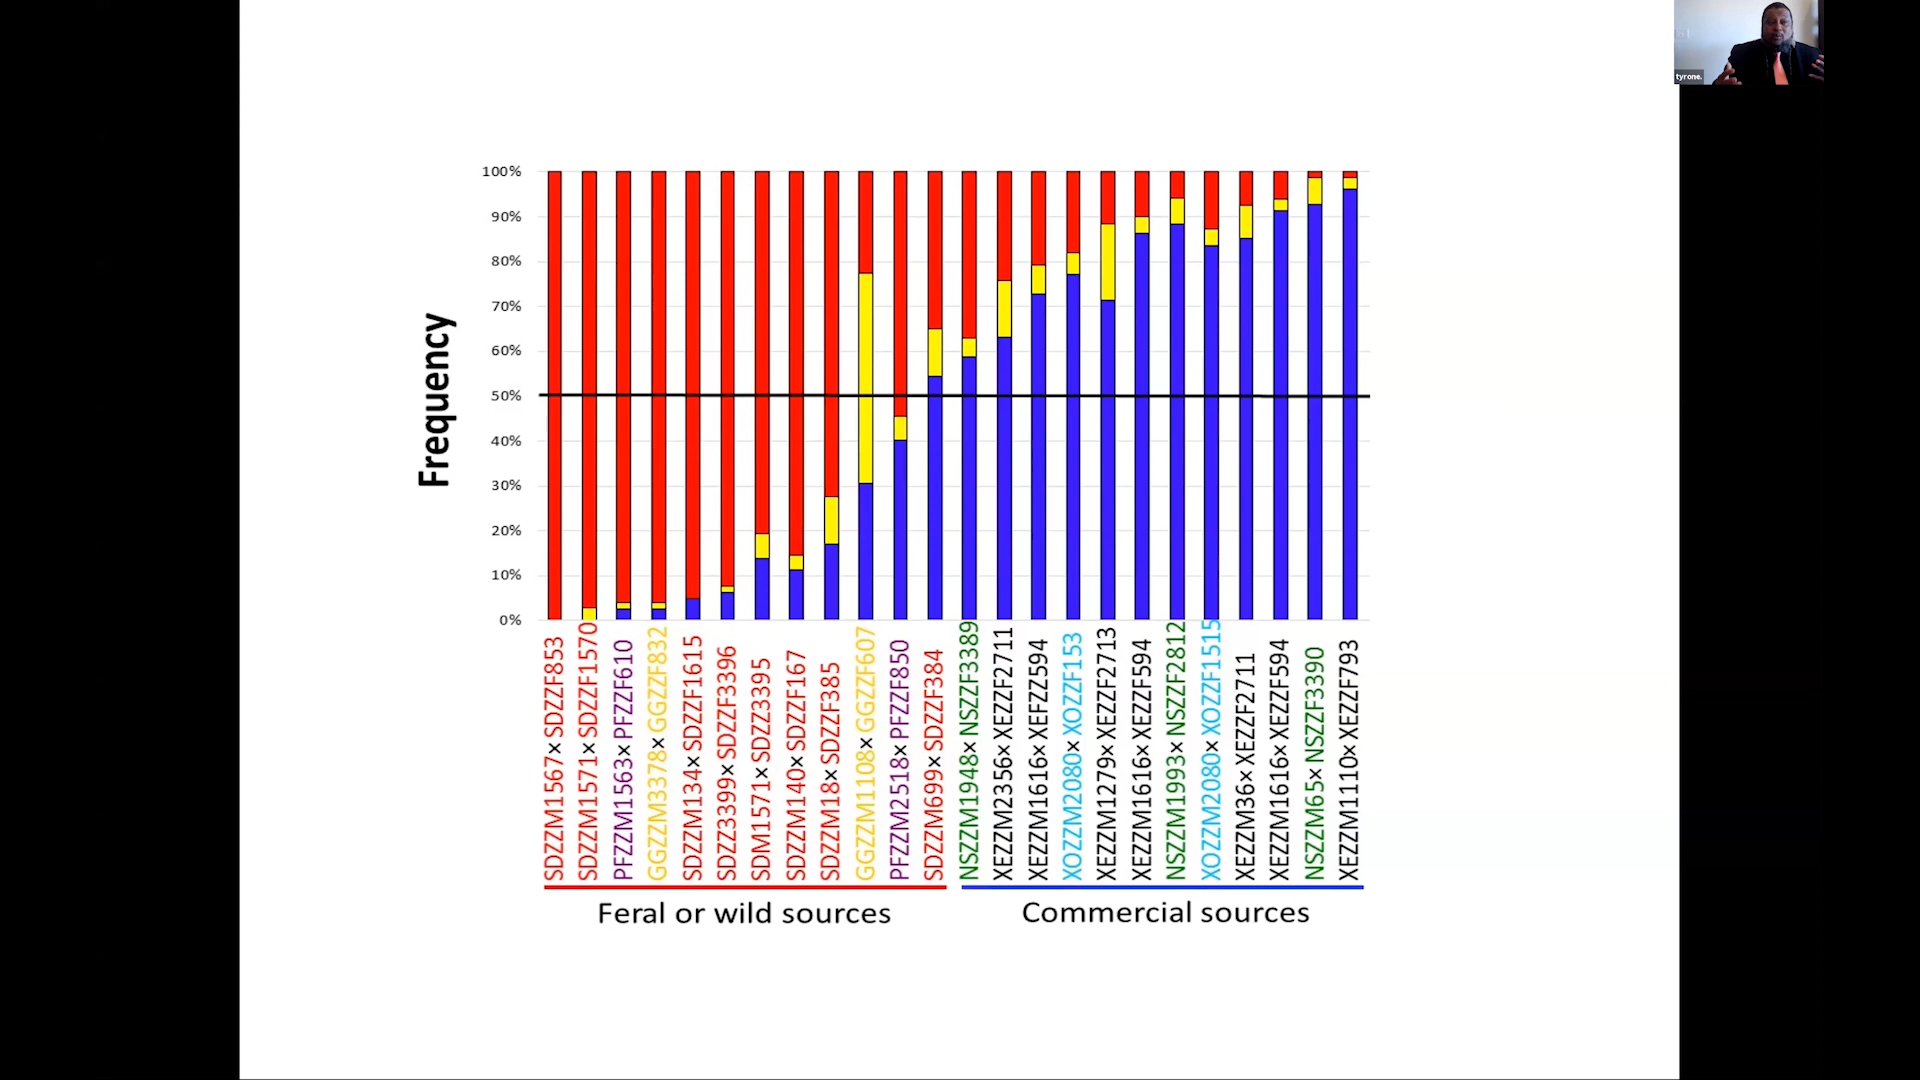 tyrone.
Frequency
100%
90%
80%
70%
60%
50%
40%
30%
20%
10%
0%
SDZZM1567× SDZZF853
SDZZM1571× SDZZF1570
PFZZM1563× PFZZF610
GGZZM3378× GGZZF832
SDZZM134× SDZZF1615
SDZZ3399× SDZZF3396
SDM1571× SDZZ3395
SDZZM140× SDZZF167
SDZZM18× SDZZF385
GGZZM1108× GGZZF607
PFZZM2518× PFZZF850
SDZZM699× SDZZF384
NSZZM1948× NSZZF3389
XEZZM2356× XEZZF2711
XEZZM1616× XEFZZ594
XOZZM2080× XOZZF153
XEZZM1279× XEZZF2713
XEZZM1616× XEZZF594
NSZZM1993× NSZZF2812
XOZZM2080× XOZZF1515
XEZZM36× XEZZF2711
XEZZM1616× XEZZF594
NSZZM65× NSZZF3390
XEZZM1110× XEZZF793
Feral or wild sources
Commercial sources